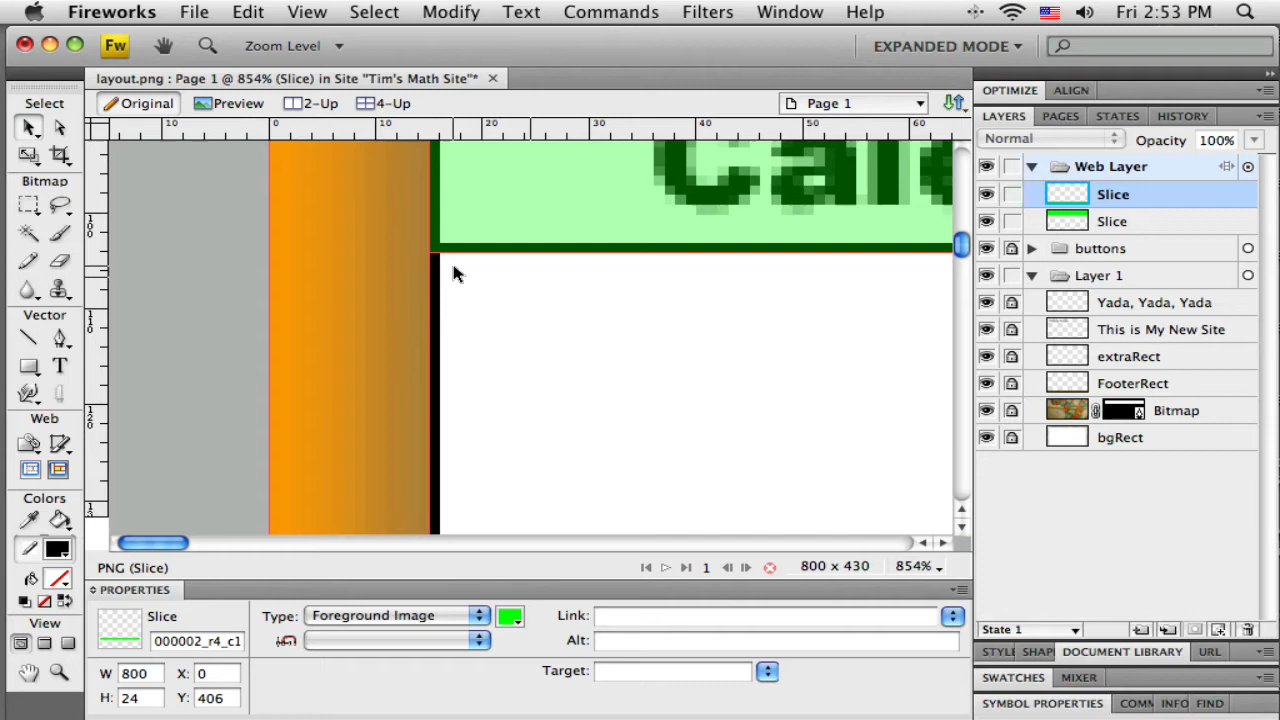 Fireworks File Edit View Select Modify Text Commands Filters Window Help Fri 2:53 PM
Fw Zoom Level EXPANDED MODE
layout.png : Page 1 @ 854% (Slice) in Site "Tim's Math Site"*
Original Preview 2-Up 4-Up Page 1
10 0 10 20 30 40 50 60
100
110
120
13
Select
Bitmap
Vector
T
Web
Colors
View
OPTIMIZE ALIGN
LAYERS PAGES STATES HISTORY
Normal Opacity 100%
Web Layer
Slice
Slice
buttons
Layer 1
Yada, Yada, Yada
This is My New Site
extraRect
FooterRect
Bitmap
bgRect
State 1
STYLE SHAP DOCUMENT LIBRARY URL
SWATCHES MIXER
SYMBOL PROPERTIES COMM INFO FIND
PNG (Slice) 1 800 x 430 854%
PROPERTIES
Slice Type: Foreground Image Link:
000002_r4_c1 Alt:
Target:
W 800 X: 0
H: 24 Y: 406